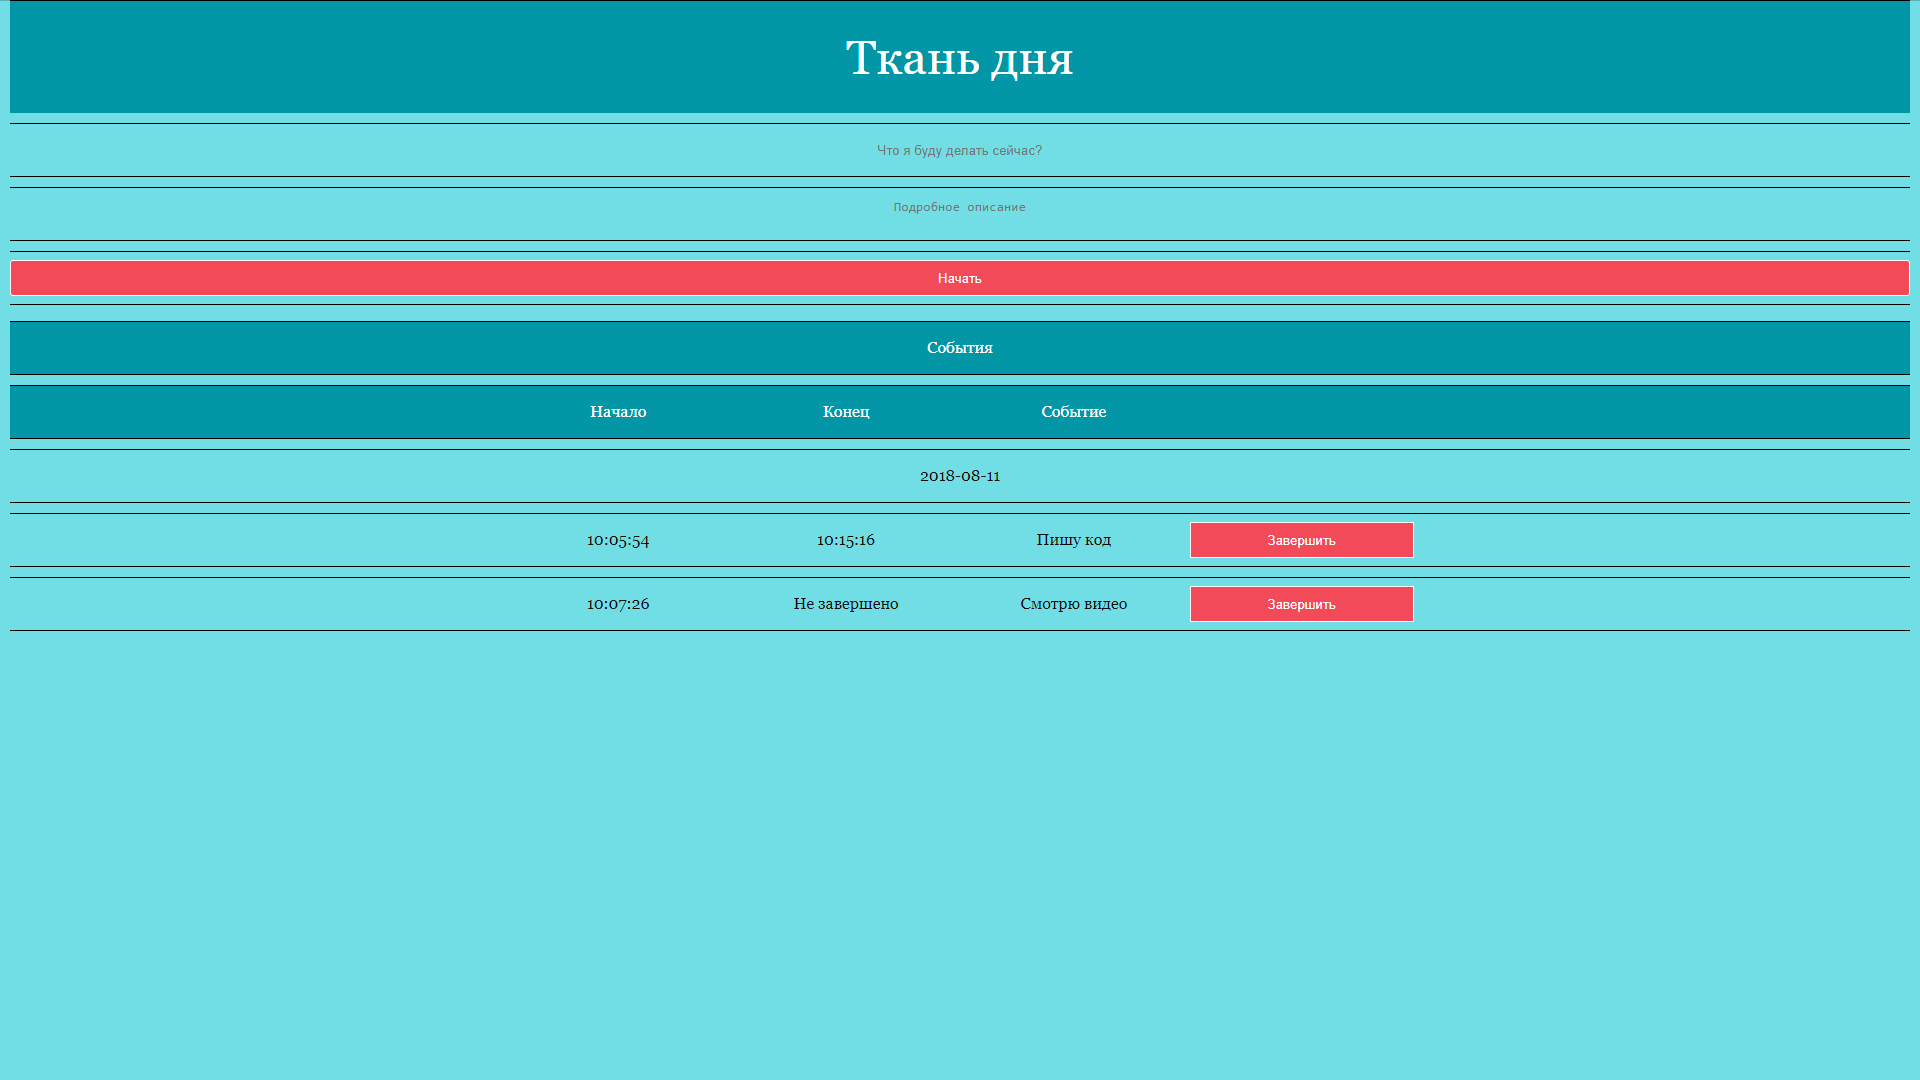 Ткань дня
Что я буду делать сейчас?
Подробное описание
Начать
События
Начало Конец Событие
2018-08-11
10:05:54 10:15:16 Пишу код Завершить
10:07:26 Не завершено Смотрю видео Завершить